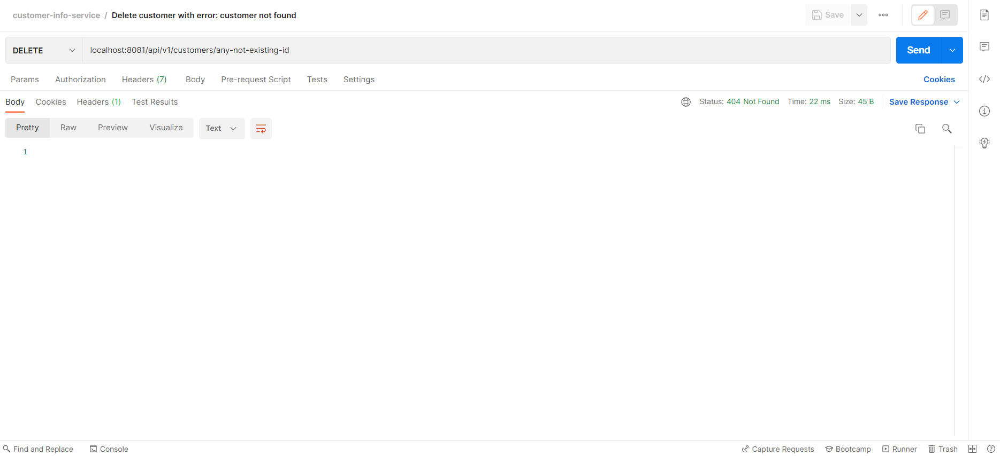 customer-info-service / Delete customer with error: customer not found
Save
DELETE
localhost:8081/api/v1/customers/any-not-existing-id
Send
Params Authorization Headers (7) Body Pre-request Script Tests Settings Cookies
Body Cookies Headers (1) Test Results Status: 404 Not Found Time: 22 ms Size: 45 B Save Response
Pretty Raw Preview Visualize Text
1
Find and Replace Console Capture Requests Bootcamp Runner Trash